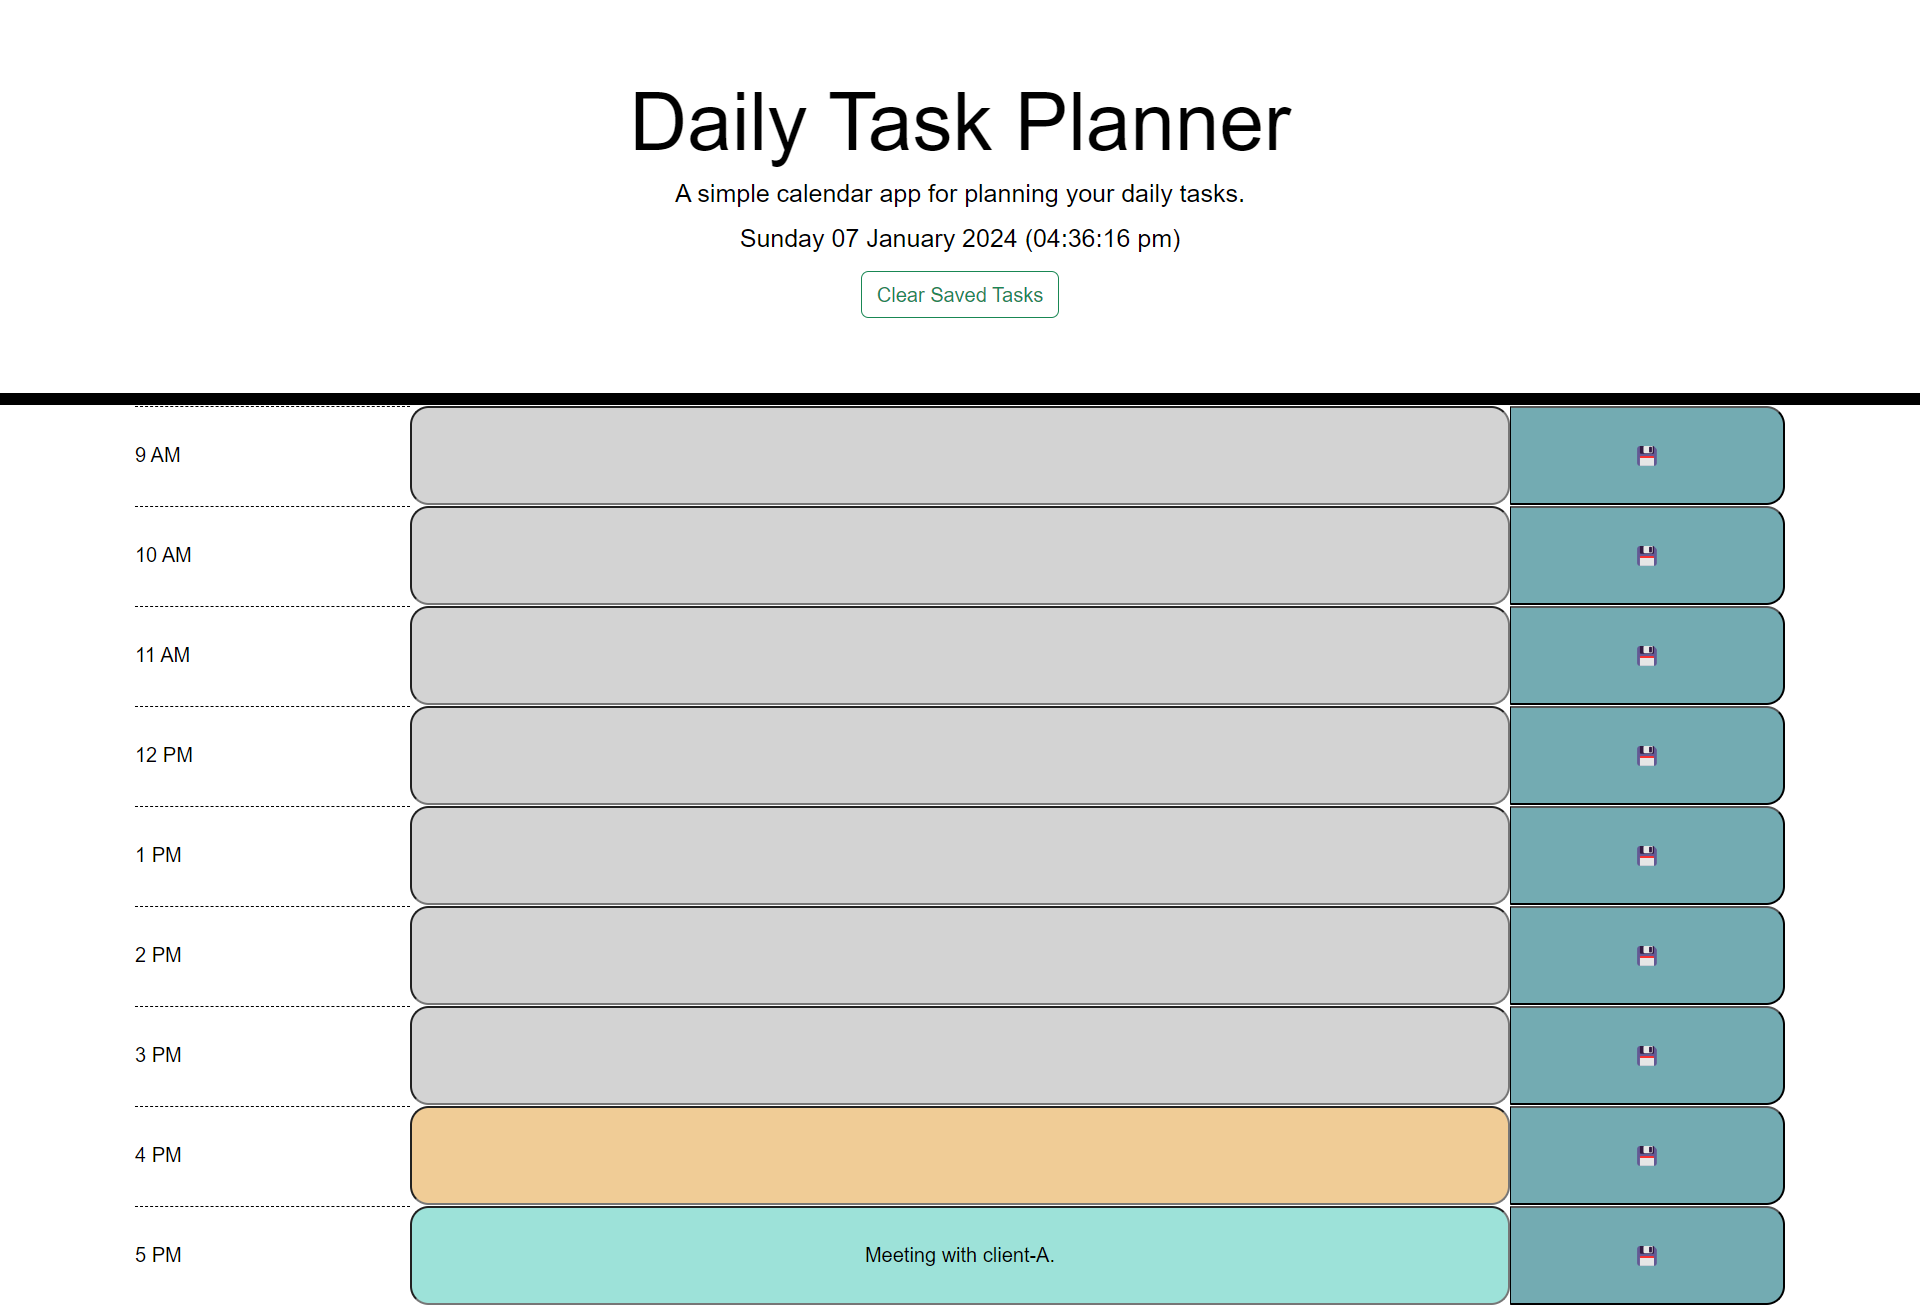 Daily Task Planner
A simple calendar app for planning your daily tasks.
Sunday 07 January 2024 (04:36:16 pm)
Clear Saved Tasks
9 AM
10 AM
11 AM
12 PM
1 PM
2 PM
3 PM
4 PM
5 PM Meeting with client-A.